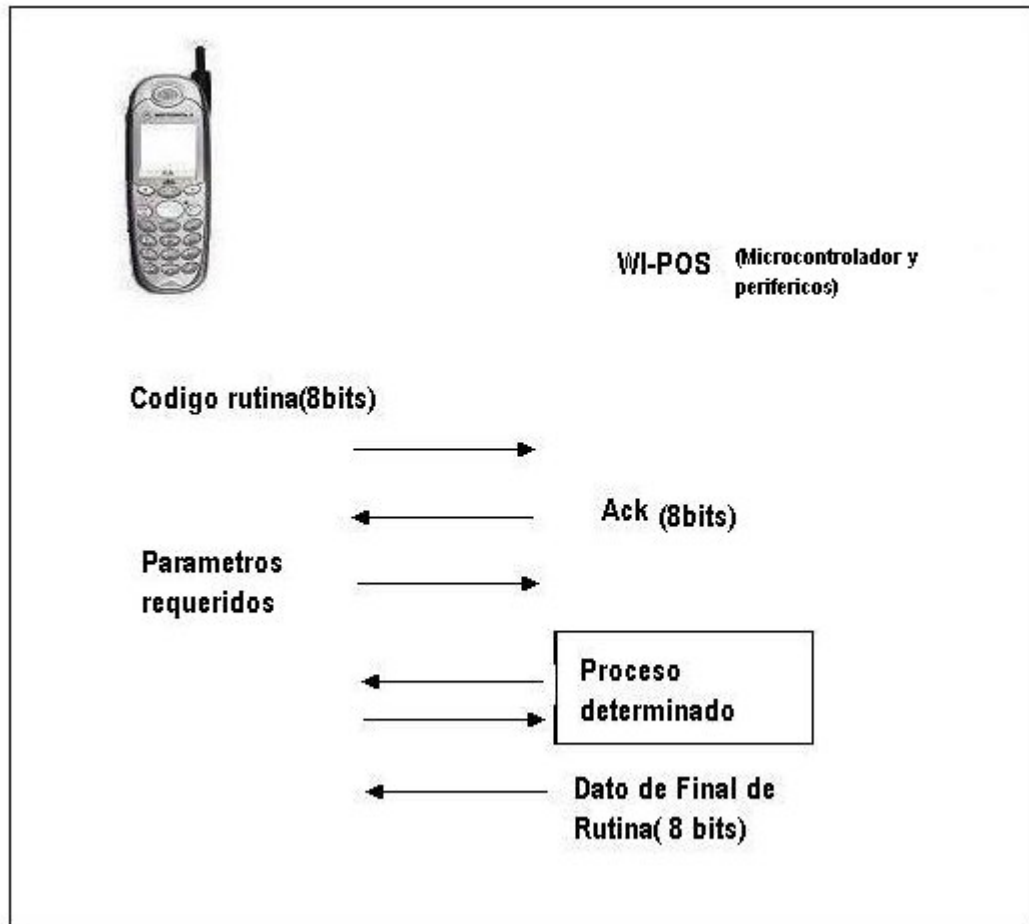 WI-POS (Microcontrolador y
perifericos)
Codigo rutina(8bits)
Ack (8bits)
Parametros
requeridos
Proceso
determinado
Dato de Final de
Rutina( 8 bits)